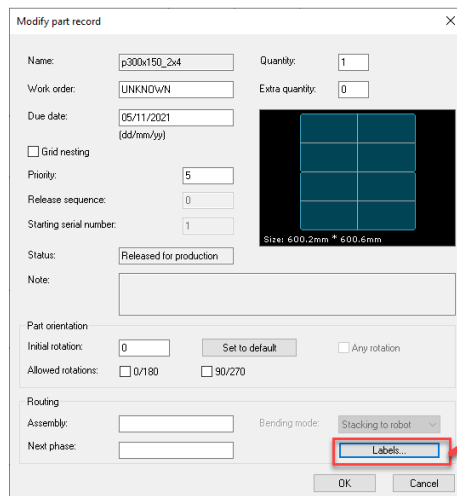 Modify part record
Name: p300x150_2x4 Quantity: 1
Work order: UNKNOWN Extra quantity: 0
Due date: 05/11/2021
(dd/mm/yy)
Grid nesting
Priority: 5
Release sequence: 0
Starting serial number: 1
Size: 600.2mm * 600.6mm
Status: Released for production
Note:
Part orientation
Initial rotation: 0 Set to default Any rotation
Allowed rotations: 0/180 90/270
Routing
Assembly: Bending mode: Stacking to robot
Next phase: Labels...
OK Cancel